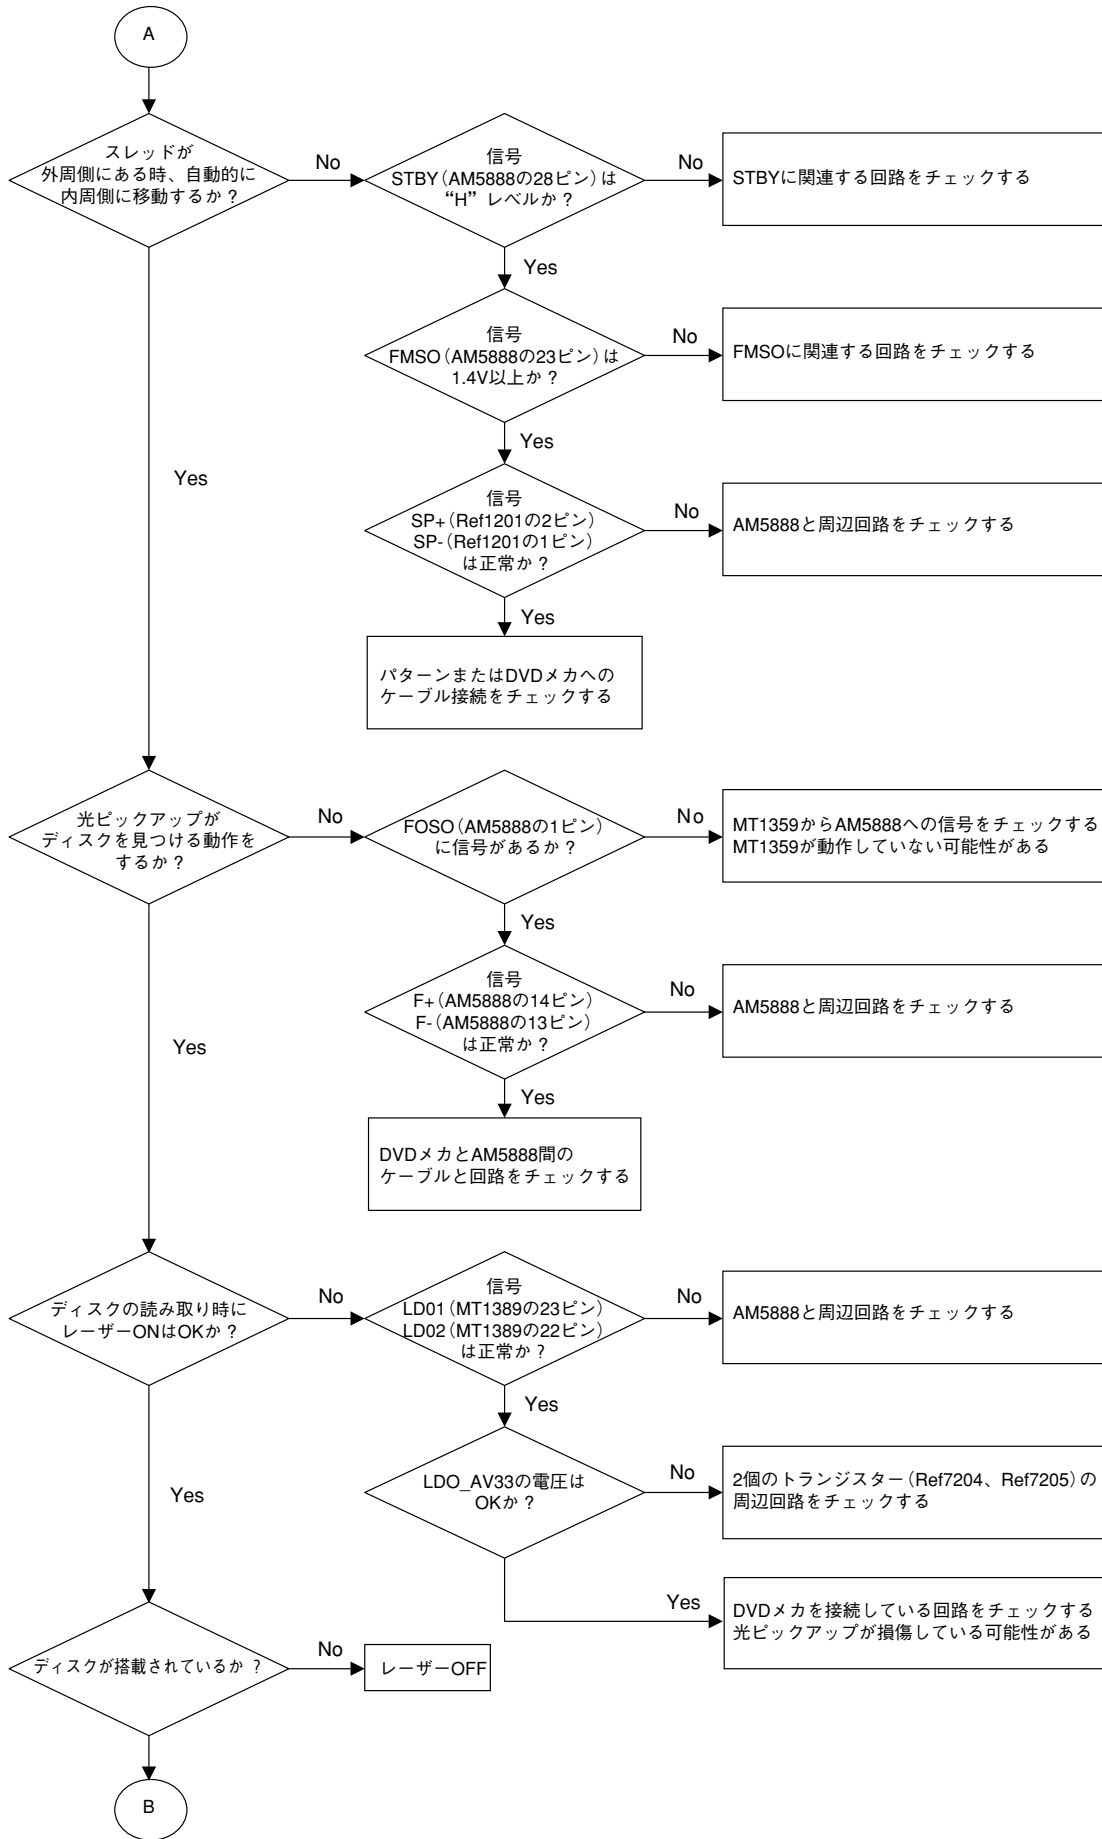 A
スレッドが
外周側にある時、自動的に
内周側に移動するか？
No
信号
STBY（AM5888の28ピン）は
“H”レベルか？
No
STBYに関連する回路をチェックする
Yes
信号
FMSO（AM5888の23ピン）は
1.4V以上か？
No
FMSOに関連する回路をチェックする
Yes
Yes
信号
SP+（Ref1201の2ピン）
SP-（Ref1201の1ピン）
は正常か？
No
AM5888と周辺回路をチェックする
Yes
パターンまたはDVDメカへの
ケーブル接続をチェックする
光ピックアップが
ディスクを見つける動作を
するか？
No
FOSO（AM5888の1ピン）
に信号があるか？
No
MT1359からAM5888への信号をチェックする
MT1359が動作していない可能性がある
Yes
Yes
信号
F+（AM5888の14ピン）
F-（AM5888の13ピン）
は正常か？
No
AM5888と周辺回路をチェックする
Yes
DVDメカとAM5888間の
ケーブルと回路をチェックする
ディスクの読み取り時に
レーザーONはOKか？
No
信号
LD01（MT1389の23ピン）
LD02（MT1389の22ピン）
は正常か？
No
AM5888と周辺回路をチェックする
Yes
Yes
LDO_AV33の電圧は
OKか？
No
2個のトランジスター（Ref7204、Ref7205）の
周辺回路をチェックする
Yes
DVDメカを接続している回路をチェックする
光ピックアップが損傷している可能性がある
ディスクが搭載されているか？
No
レーザーOFF
B